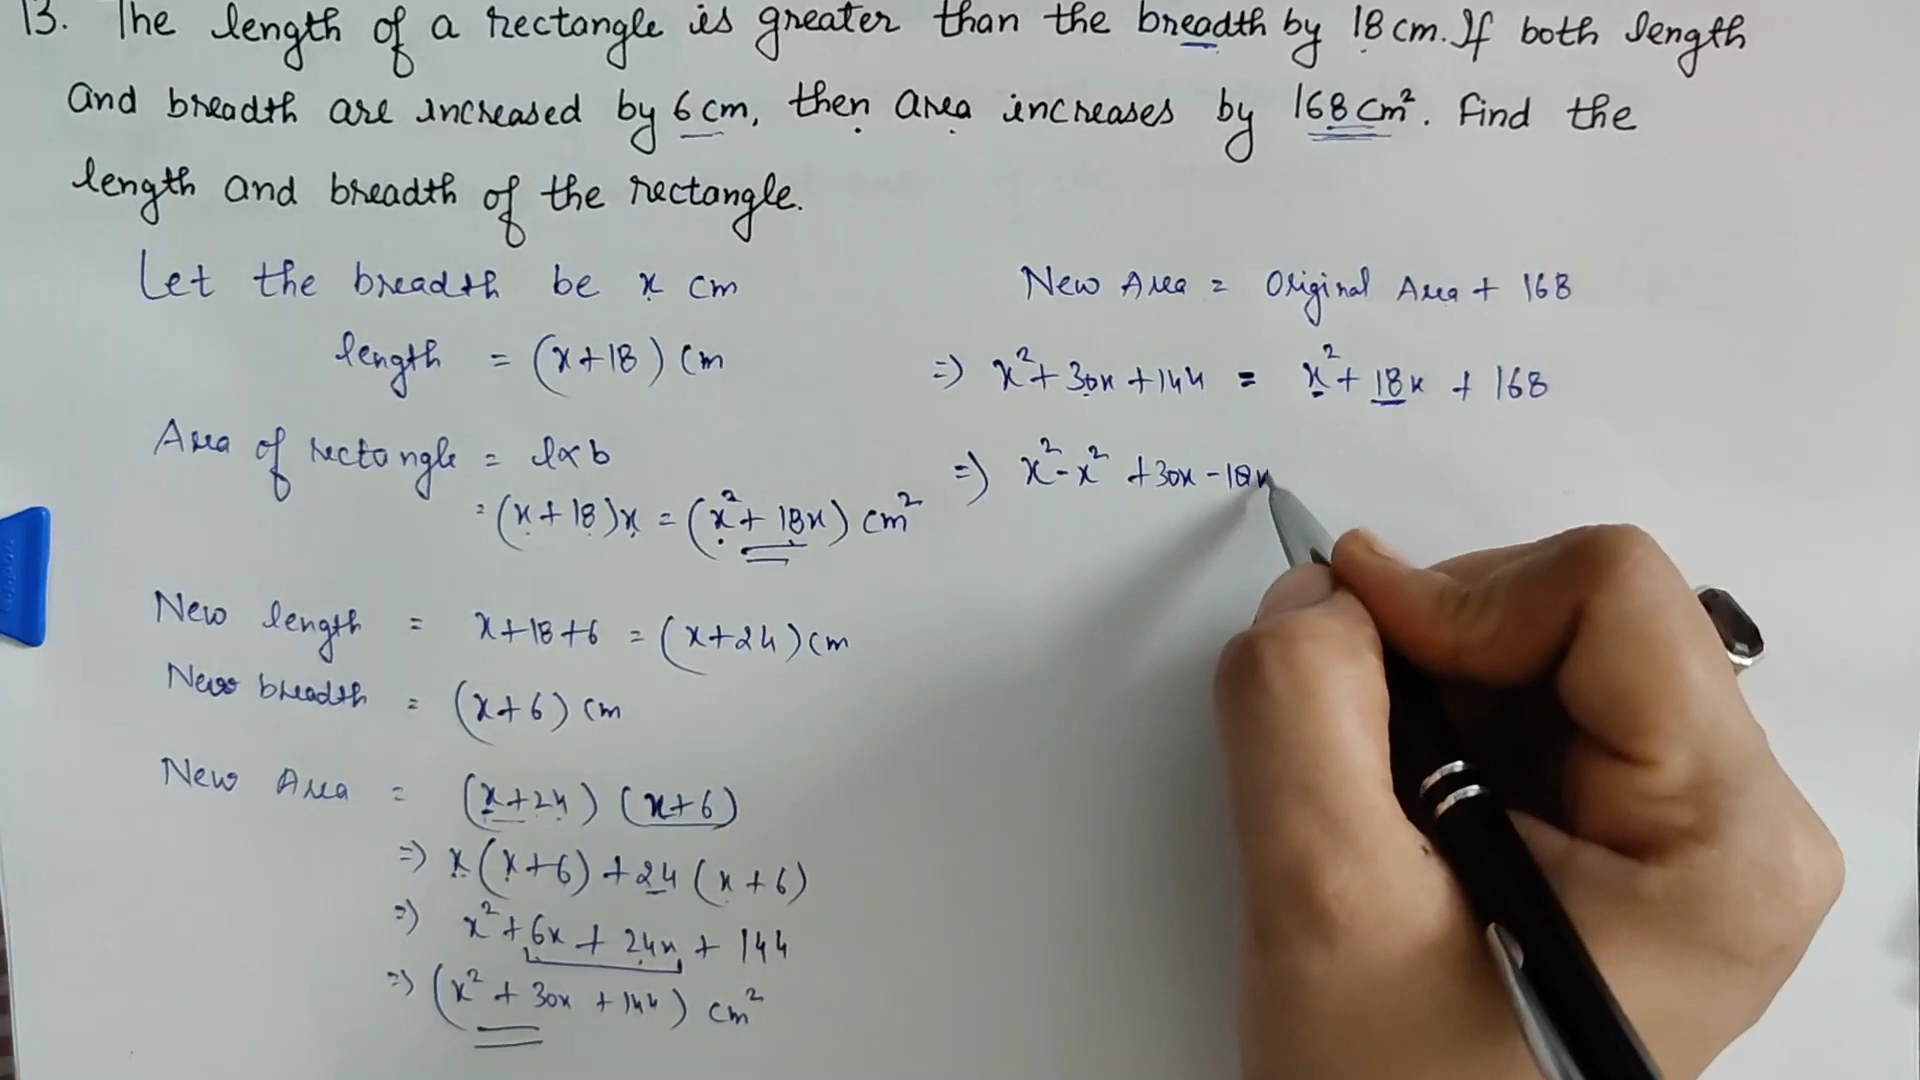 13. The length of a rectangle is greater than the breadth by 18 cm. If both length
and breadth are increased by 6 cm, then area increases by 168 cm². Find the
length and breadth of the rectangle.
Let the breadth be x cm
length = (x+18) cm
Area of rectangle = l×b
= (x+18)x = (x²+18x) cm²
New length = x+18+6 = (x+24) cm
New breadth = (x+6) cm
New Area = (x+24) (x+6)
=> x(x+6) +24(x+6)
=> x²+6x+24x+144
=> (x²+30x+144) cm²
New Area = Original Area + 168
=> x²+30x+144 = x²+18x+168
=> x²-x²+30x-18x